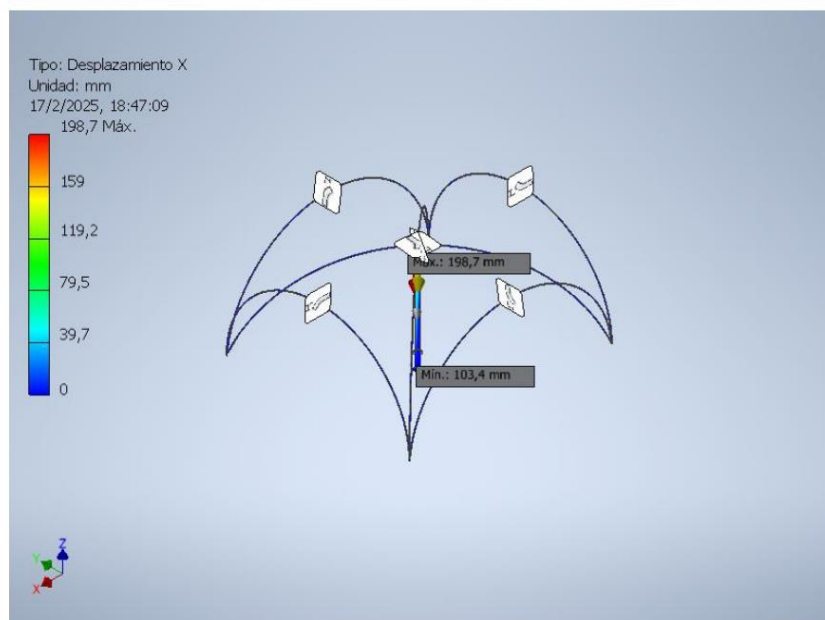 Tipo: Desplazamiento X
Unidad: mm
17/2/2025, 18:47:09
198,7 Máx.
159
119,2
79,5
39,7
0
Máx.: 198,7 mm
Mín.: 103,4 mm
Z
Y
X